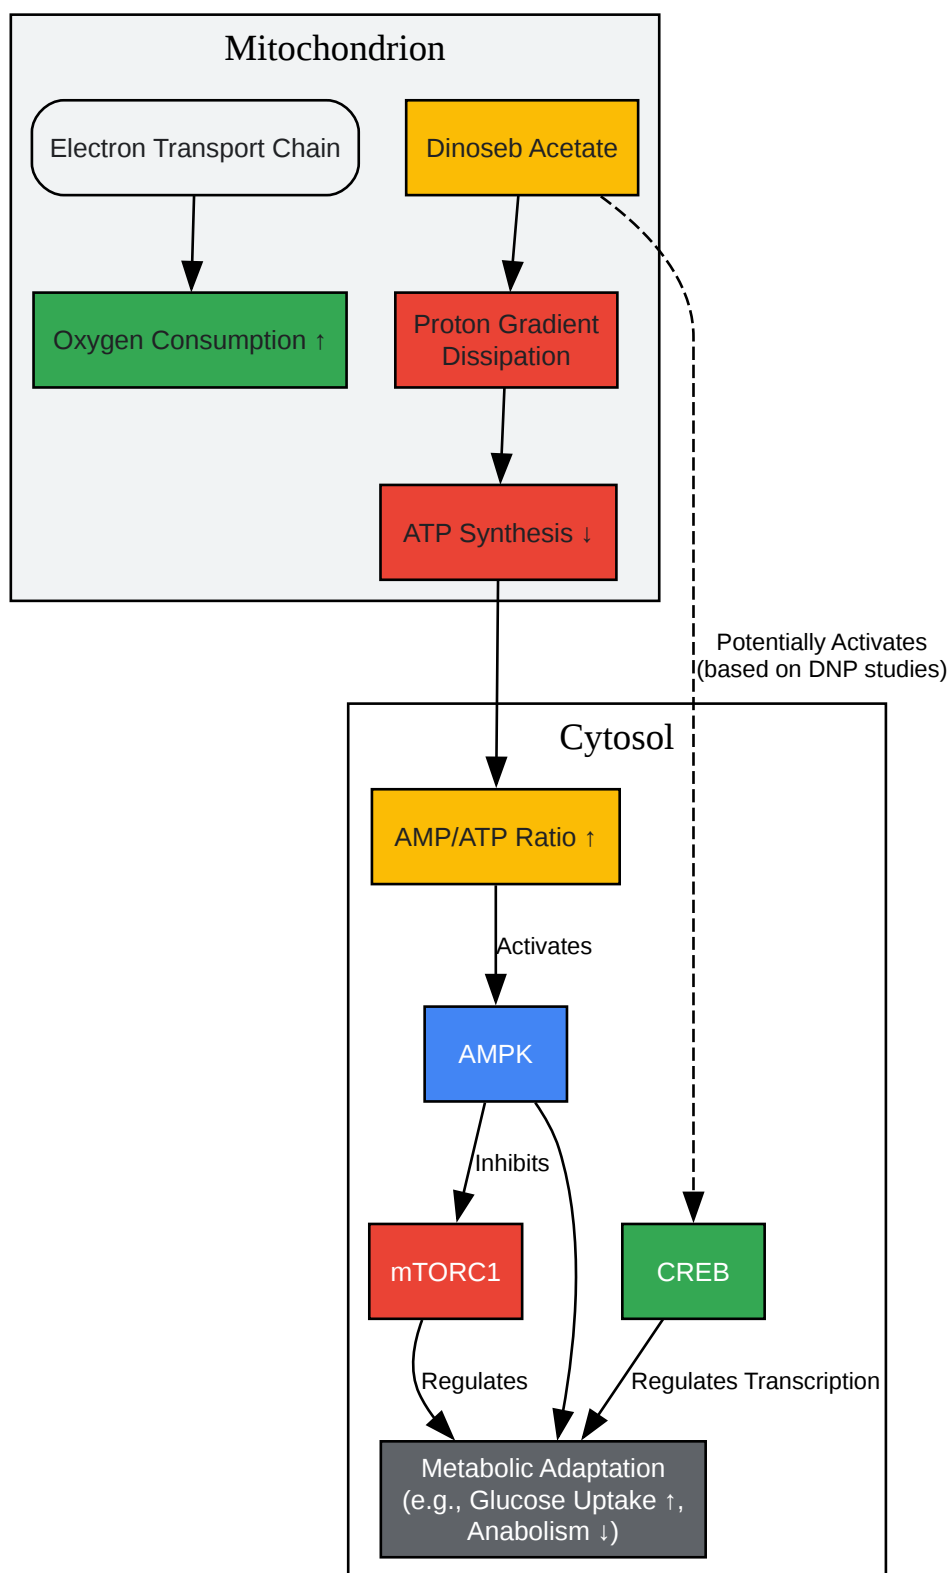 Mitochondrion
Electron Transport Chain
Dinoseb Acetate
Oxygen Consumption ↑
Proton Gradient
Dissipation
ATP Synthesis ↓
Potentially Activates
(based on DNP studies)
Cytosol
AMP/ATP Ratio ↑
Activates
AMPK
Inhibits
mTORC1
CREB
Regulates
Regulates Transcription
Metabolic Adaptation
(e.g., Glucose Uptake ↑,
Anabolism ↓)